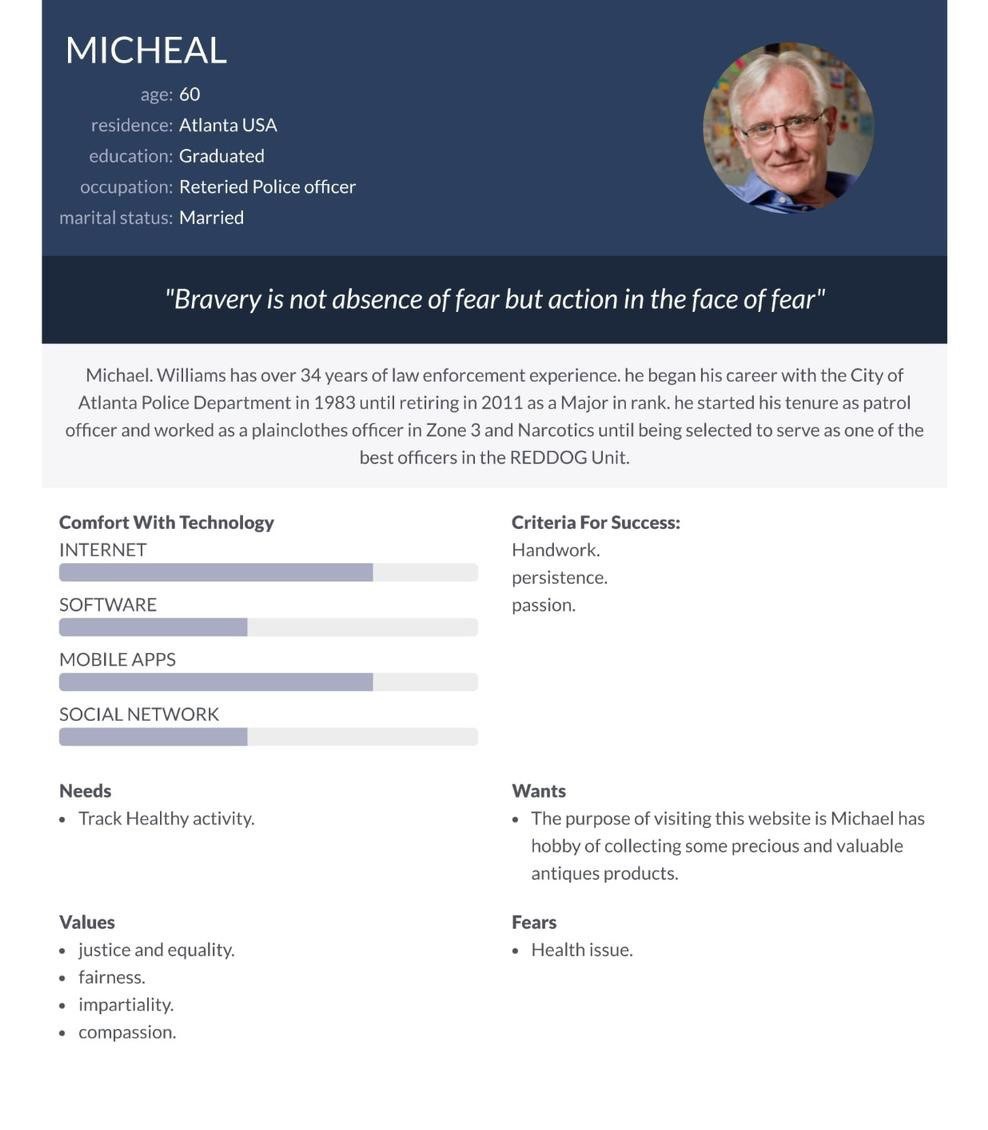 MICHEAL
age: 60
residence: Atlanta USA
education: Graduated
occupation: Reteried Police officer
marital status: Married
"Bravery is not absence of fear but action in the face of fear"
Michael. Williams has over 34 years of law enforcement experience. he began his career with the City of
Atlanta Police Department in 1983 until retiring in 2011 as a Major in rank. he started his tenure as patrol
officer and worked as a plainclothes officer in Zone 3 and Narcotics until being selected to serve as one of the
best officers in the REDDOG Unit.
Comfort With Technology
INTERNET
SOFTWARE
MOBILE APPS
SOCIAL NETWORK
Criteria For Success:
Handwork.
persistence.
passion.
Needs
• Track Healthy activity.
Wants
• The purpose of visiting this website is Michael has
hobby of collecting some precious and valuable
antiques products.
Values
• justice and equality.
• fairness.
• impartiality.
• compassion.
Fears
• Health issue.